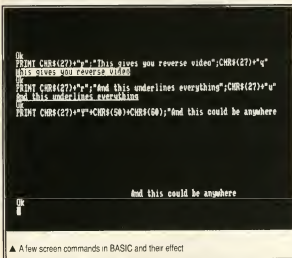 Ok
PRINT CHR$(27)+"p";"This gives you reverse video";CHR$(27)+"q"
This gives you reverse video
Ok
PRINT CHR$(27)+"r";"And this underlines everything";CHR$(27)+"u"
And this underlines everything
Ok
PRINT CHR$(27)+"Y"+CHR$(50)+CHR$(60);"And this could be anywhere
And this could be anywhere
Ok
▲ A few screen commands in BASIC and their effect